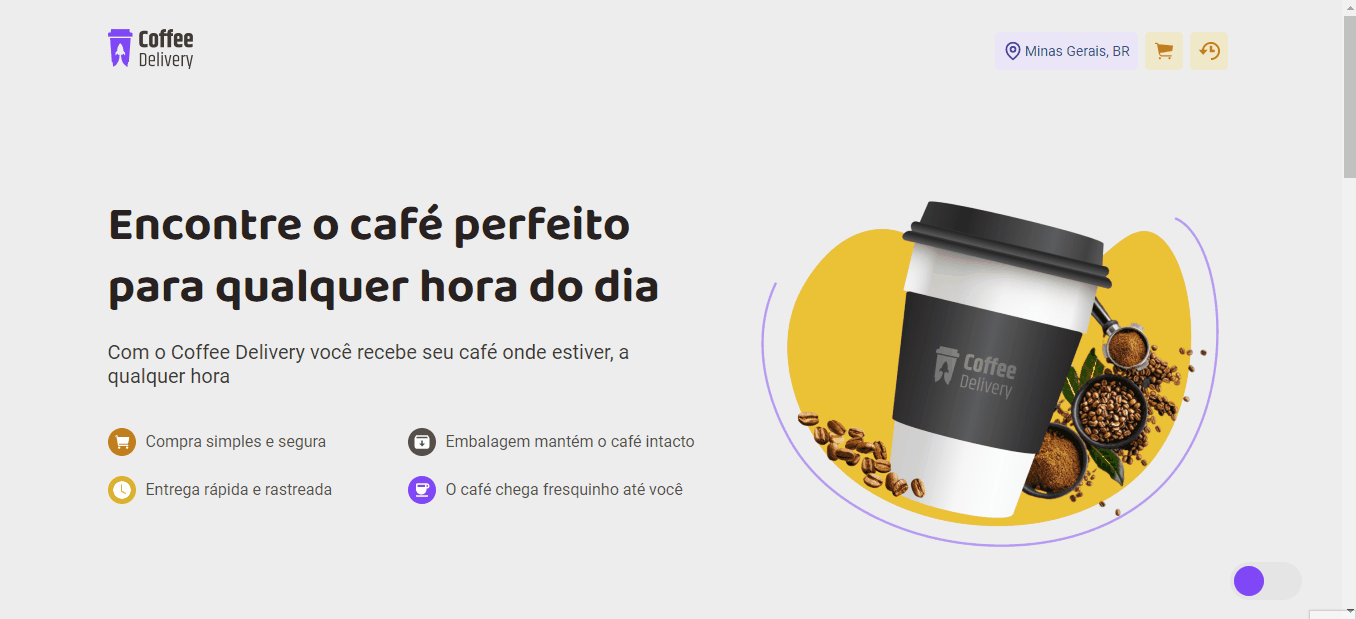 Coffee
Delivery
Minas Gerais, BR
Encontre o café perfeito
para qualquer hora do dia
Com o Coffee Delivery você recebe seu café onde estiver, a
qualquer hora
Compra simples e segura
Embalagem mantém o café intacto
Entrega rápida e rastreada
O café chega fresquinho até você
Coffee
Delivery